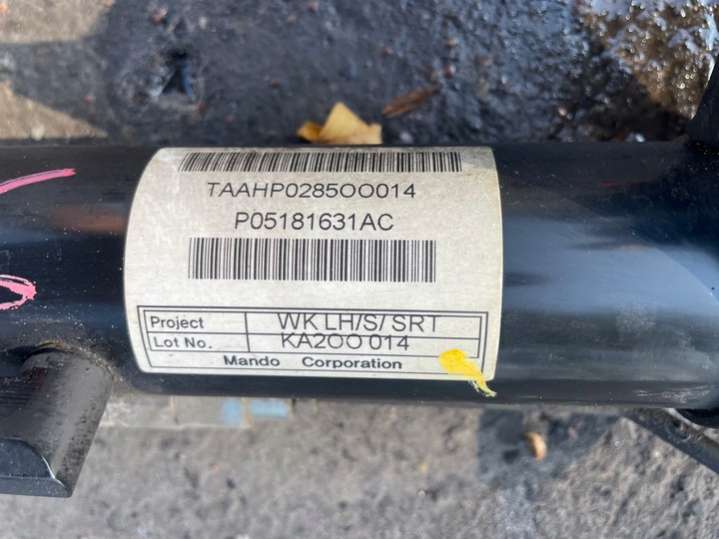 TAAHP0285OO014
P05181631AC
Project WK LH/S/ SRT
Lot No. KA2OO 014
Mando Corporation